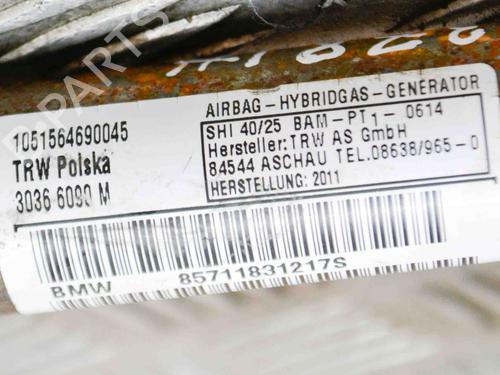 1051564690045
TRW Polska
3036 6090 M
AIRBAG-HYBRIDGAS-GENERATOR
SHI 40/25 BAM-PT1-0614
Hersteller:TRW AS GmbH
84544 ASCHAU TEL.08638/965-0
HERSTELLUNG: 2011
BMW
85711831217S